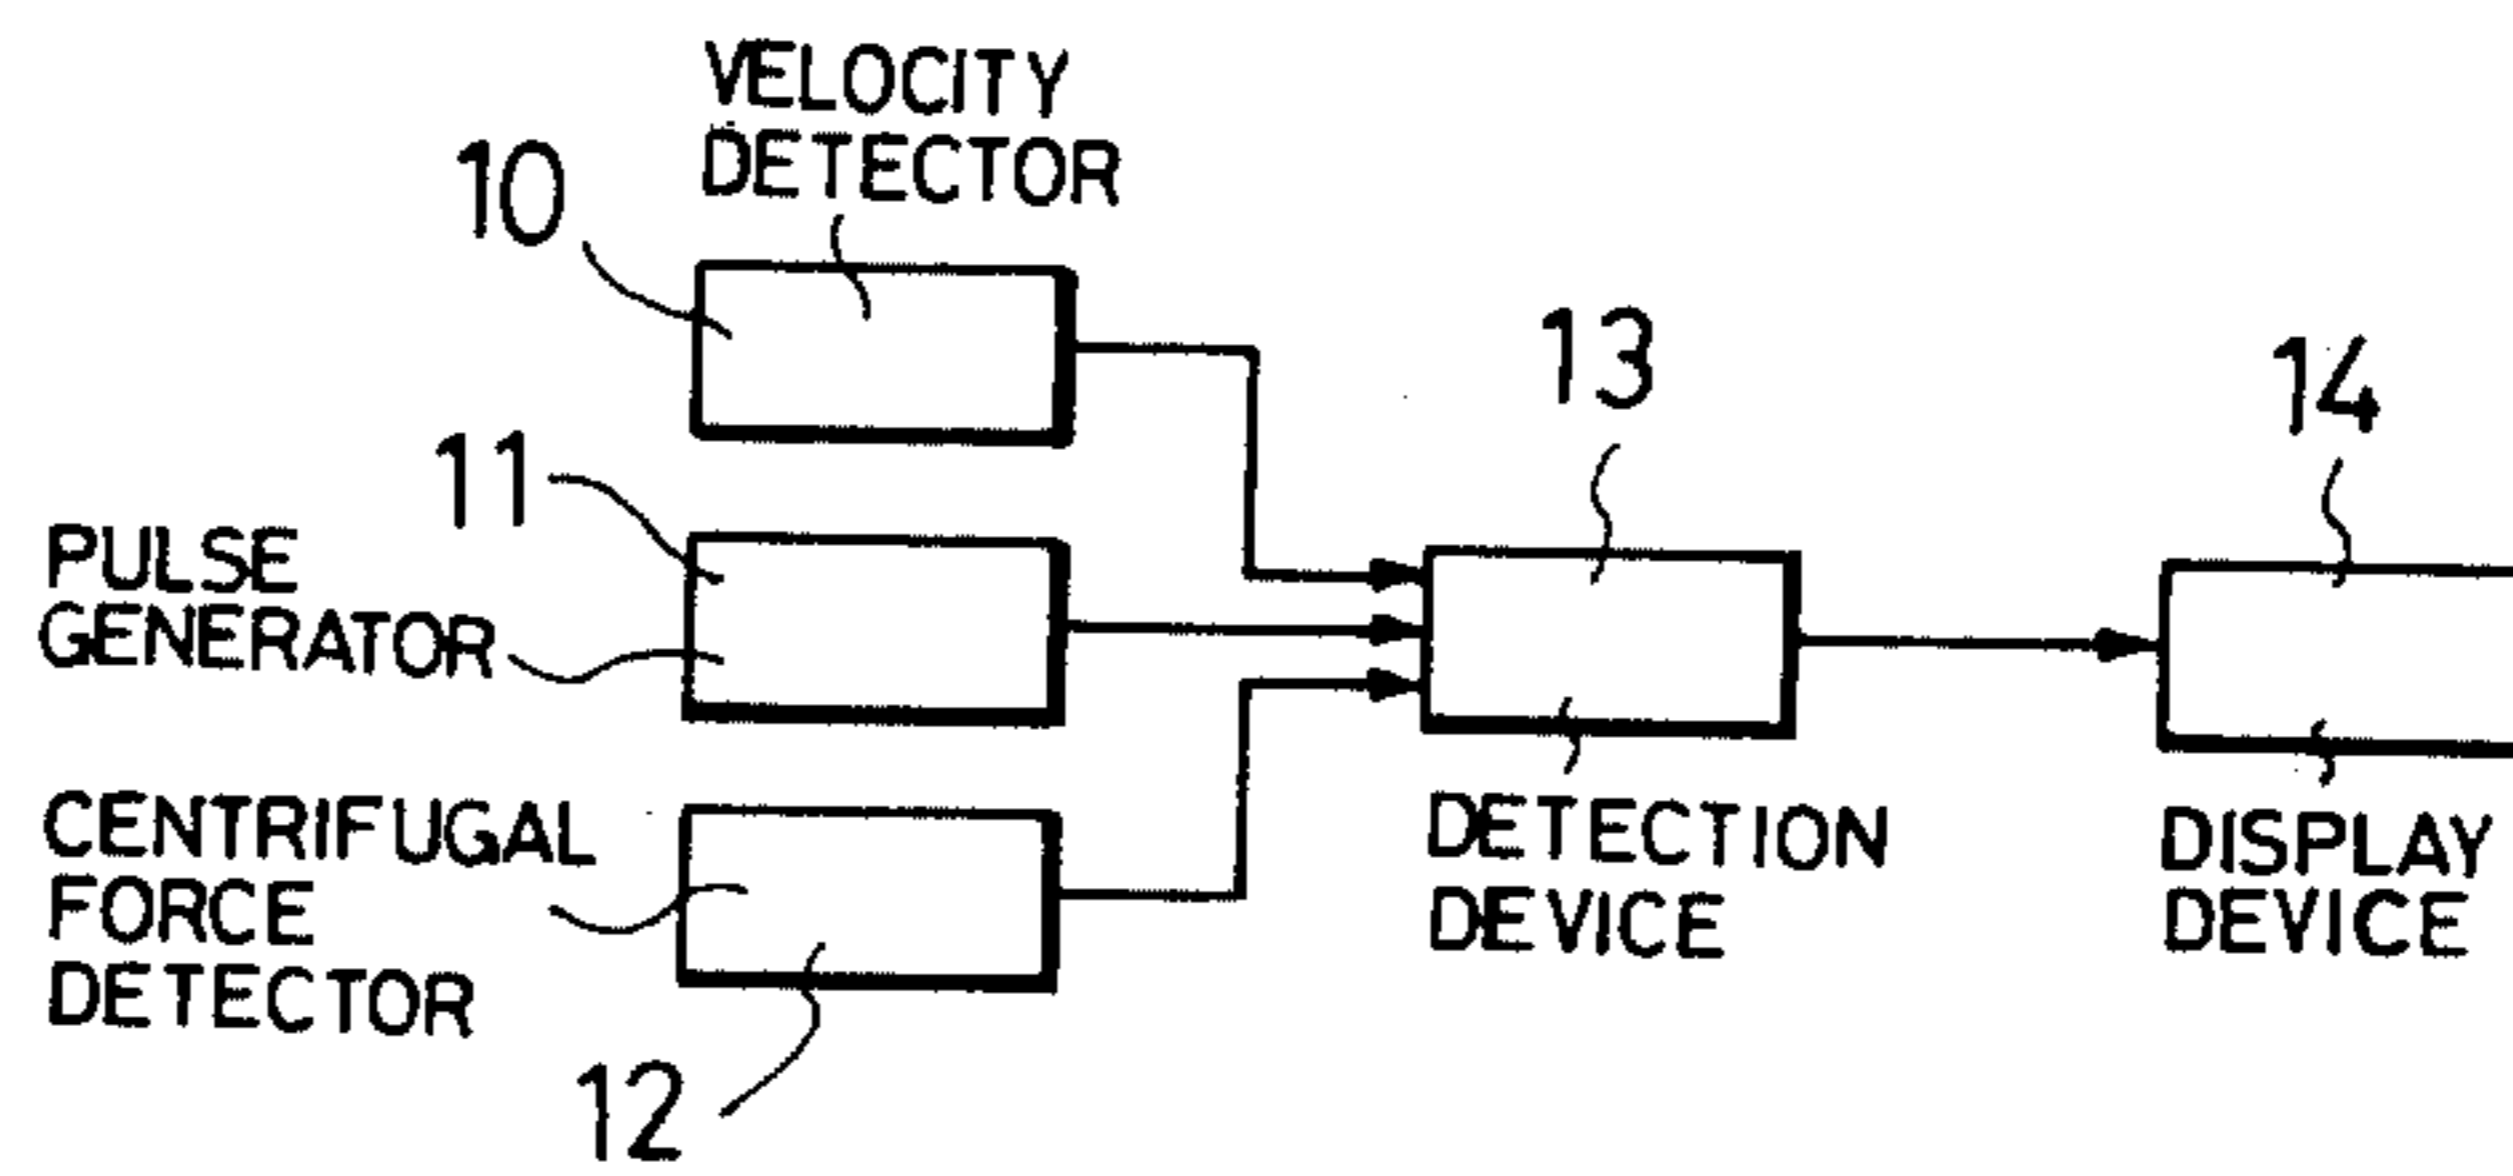 VELOCITY
DETECTOR
10
11
PULSE
GENERATOR
CENTRIFUGAL
FORCE
DETECTOR
12
13
DETECTION
DEVICE
14
DISPLAY
DEVICE